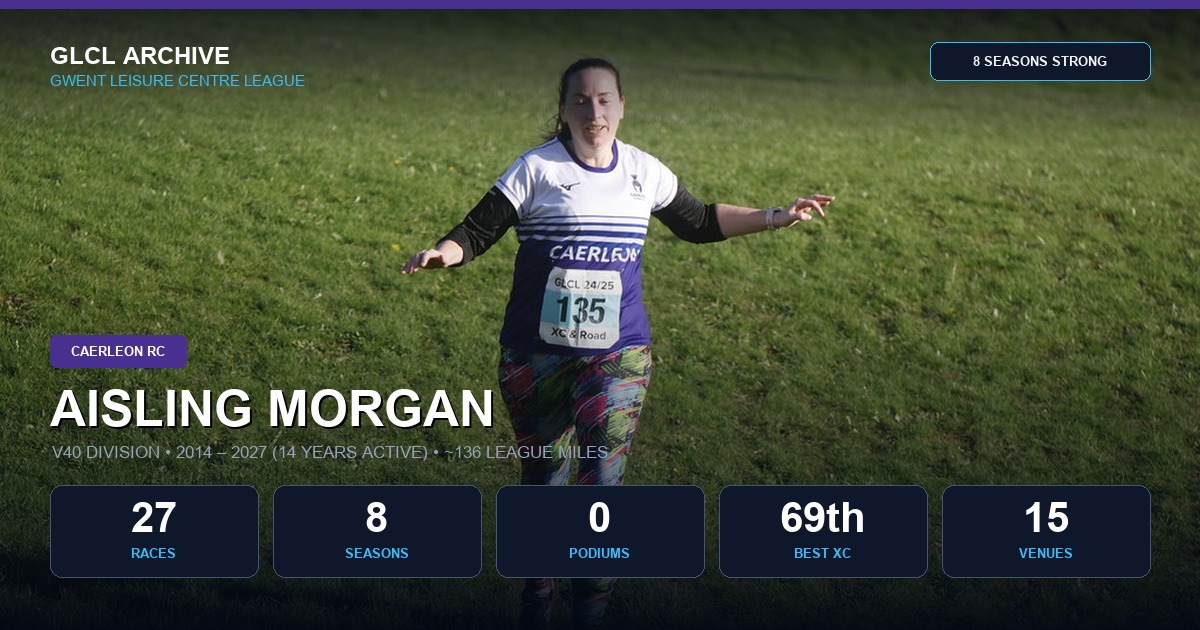 GLCL ARCHIVE
GWENT LEISURE CENTRE LEAGUE
8 SEASONS STRONG
CAERLEON
GLCL 24/25
135
XC & Road
CAERLEON RC
AISLING MORGAN
V40 DIVISION • 2014 – 2027 (14 YEARS ACTIVE) • ~136 LEAGUE MILES
27
RACES
8
SEASONS
0
PODIUMS
69th
BEST XC
15
VENUES